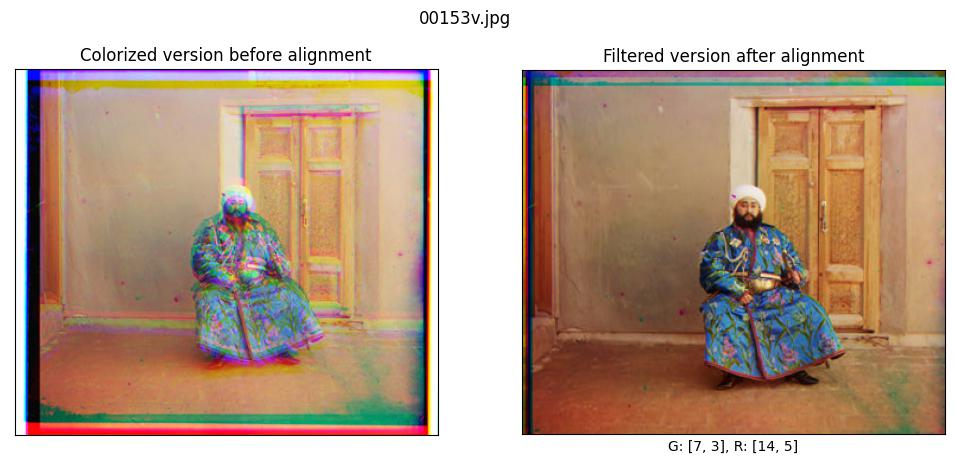 00153v.jpg
Colorized version before alignment
Filtered version after alignment
G: [7, 3], R: [14, 5]